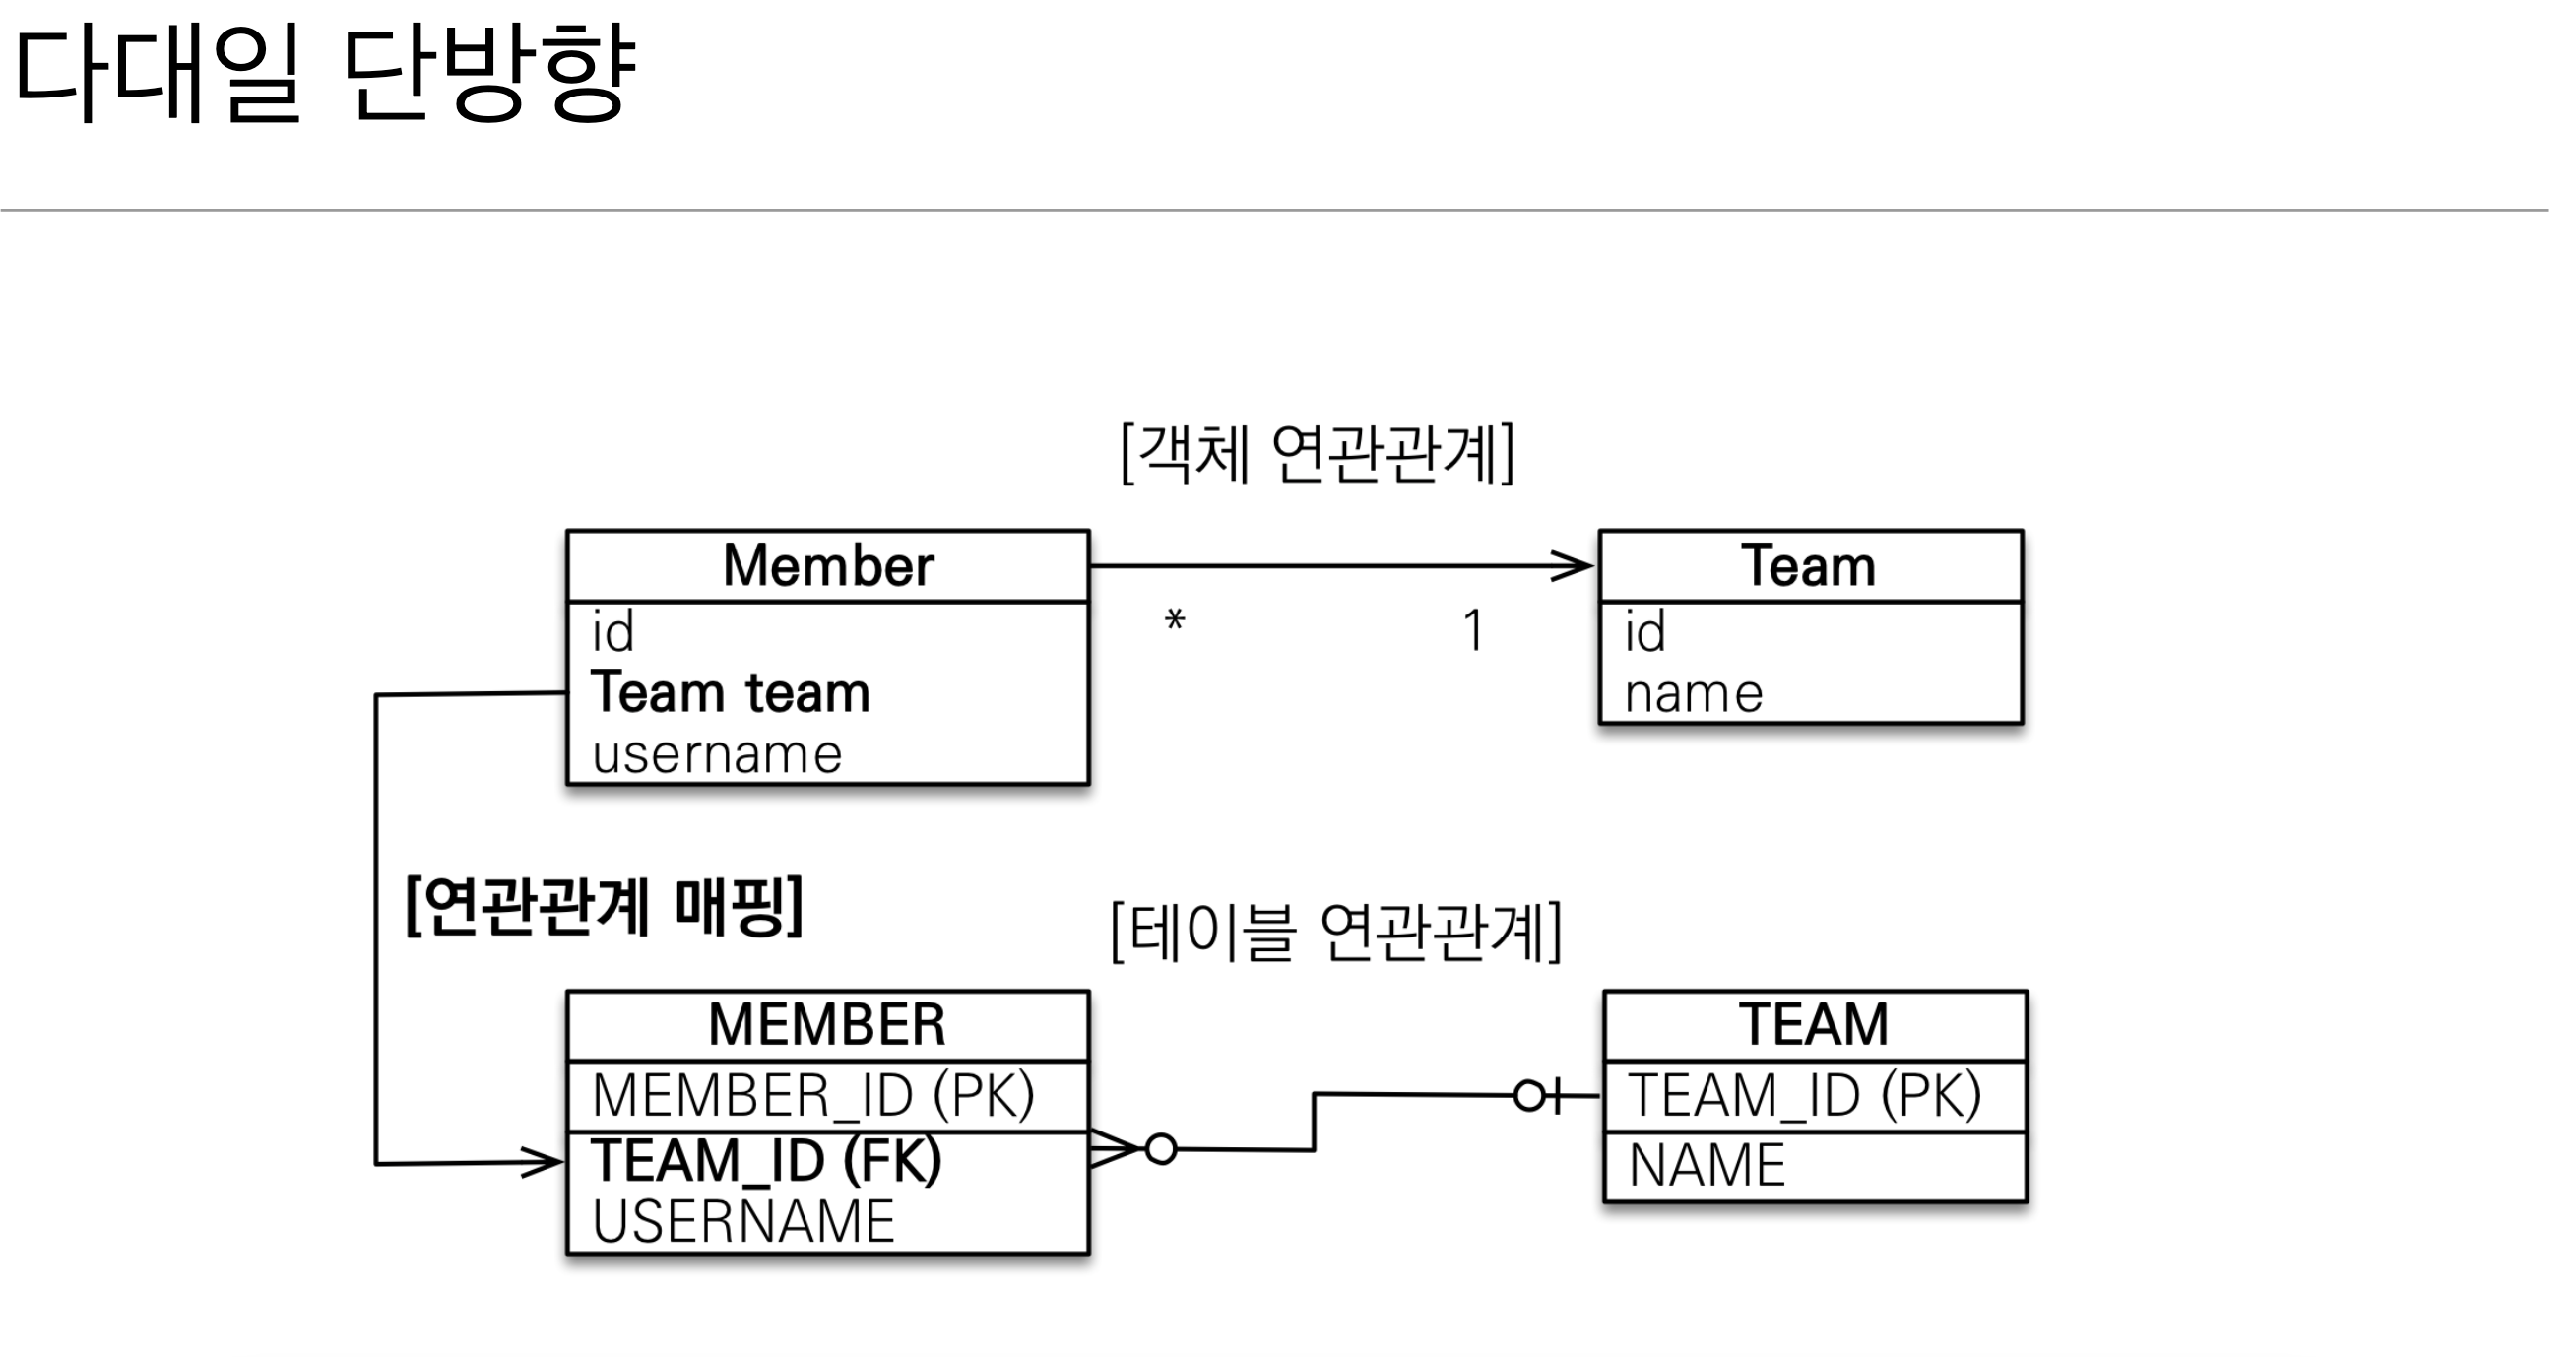 다대일 단방향
[객체 연관관계]
Member
id
Team team
username
* 1
Team
id
name
[연관관계 매핑]
[테이블 연관관계]
MEMBER
MEMBER_ID (PK)
TEAM_ID (FK)
USERNAME
TEAM
TEAM_ID (PK)
NAME